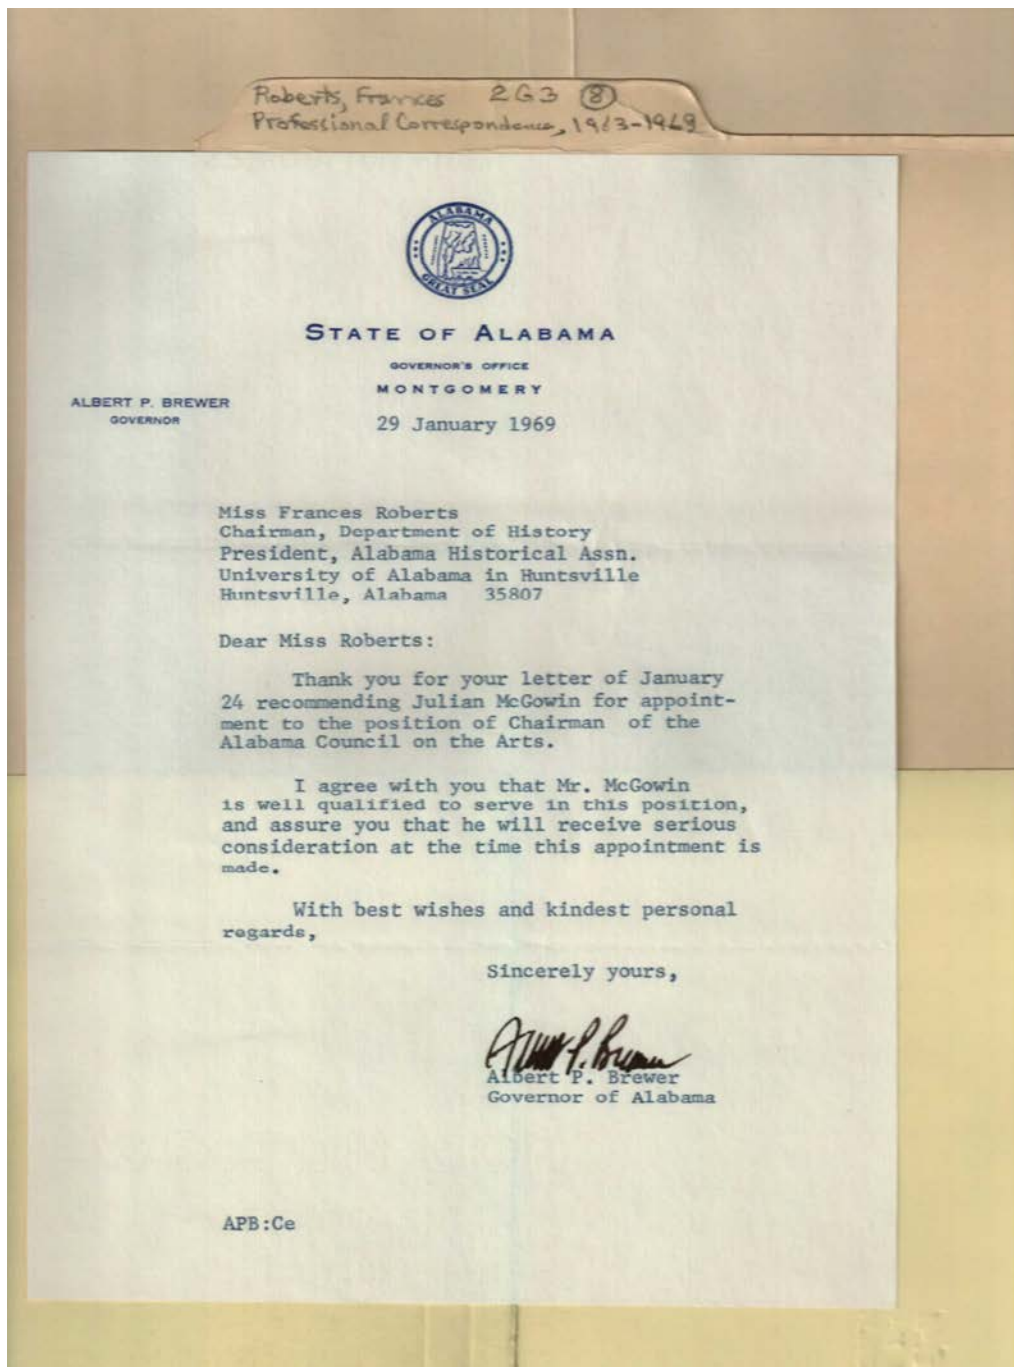 Roberts, Frances 2G3 8
Professional Correspondence, 1963-1969
ALABAMA
GREAT SEAL
STATE OF ALABAMA
GOVERNOR'S OFFICE
MONTGOMERY
ALBERT P. BREWER
GOVERNOR
29 January 1969
Miss Frances Roberts
Chairman, Department of History
President, Alabama Historical Assn.
University of Alabama in Huntsville
Huntsville, Alabama 35807
Dear Miss Roberts:
Thank you for your letter of January
24 recommending Julian McGowin for appoint-
ment to the position of Chairman of the
Alabama Council on the Arts.
I agree with you that Mr. McGowin
is well qualified to serve in this position,
and assure you that he will receive serious
consideration at the time this appointment is
made.
With best wishes and kindest personal
regards,
Sincerely yours,
Albert P. Brewer
Albert P. Brewer
Governor of Alabama
APB:Ce